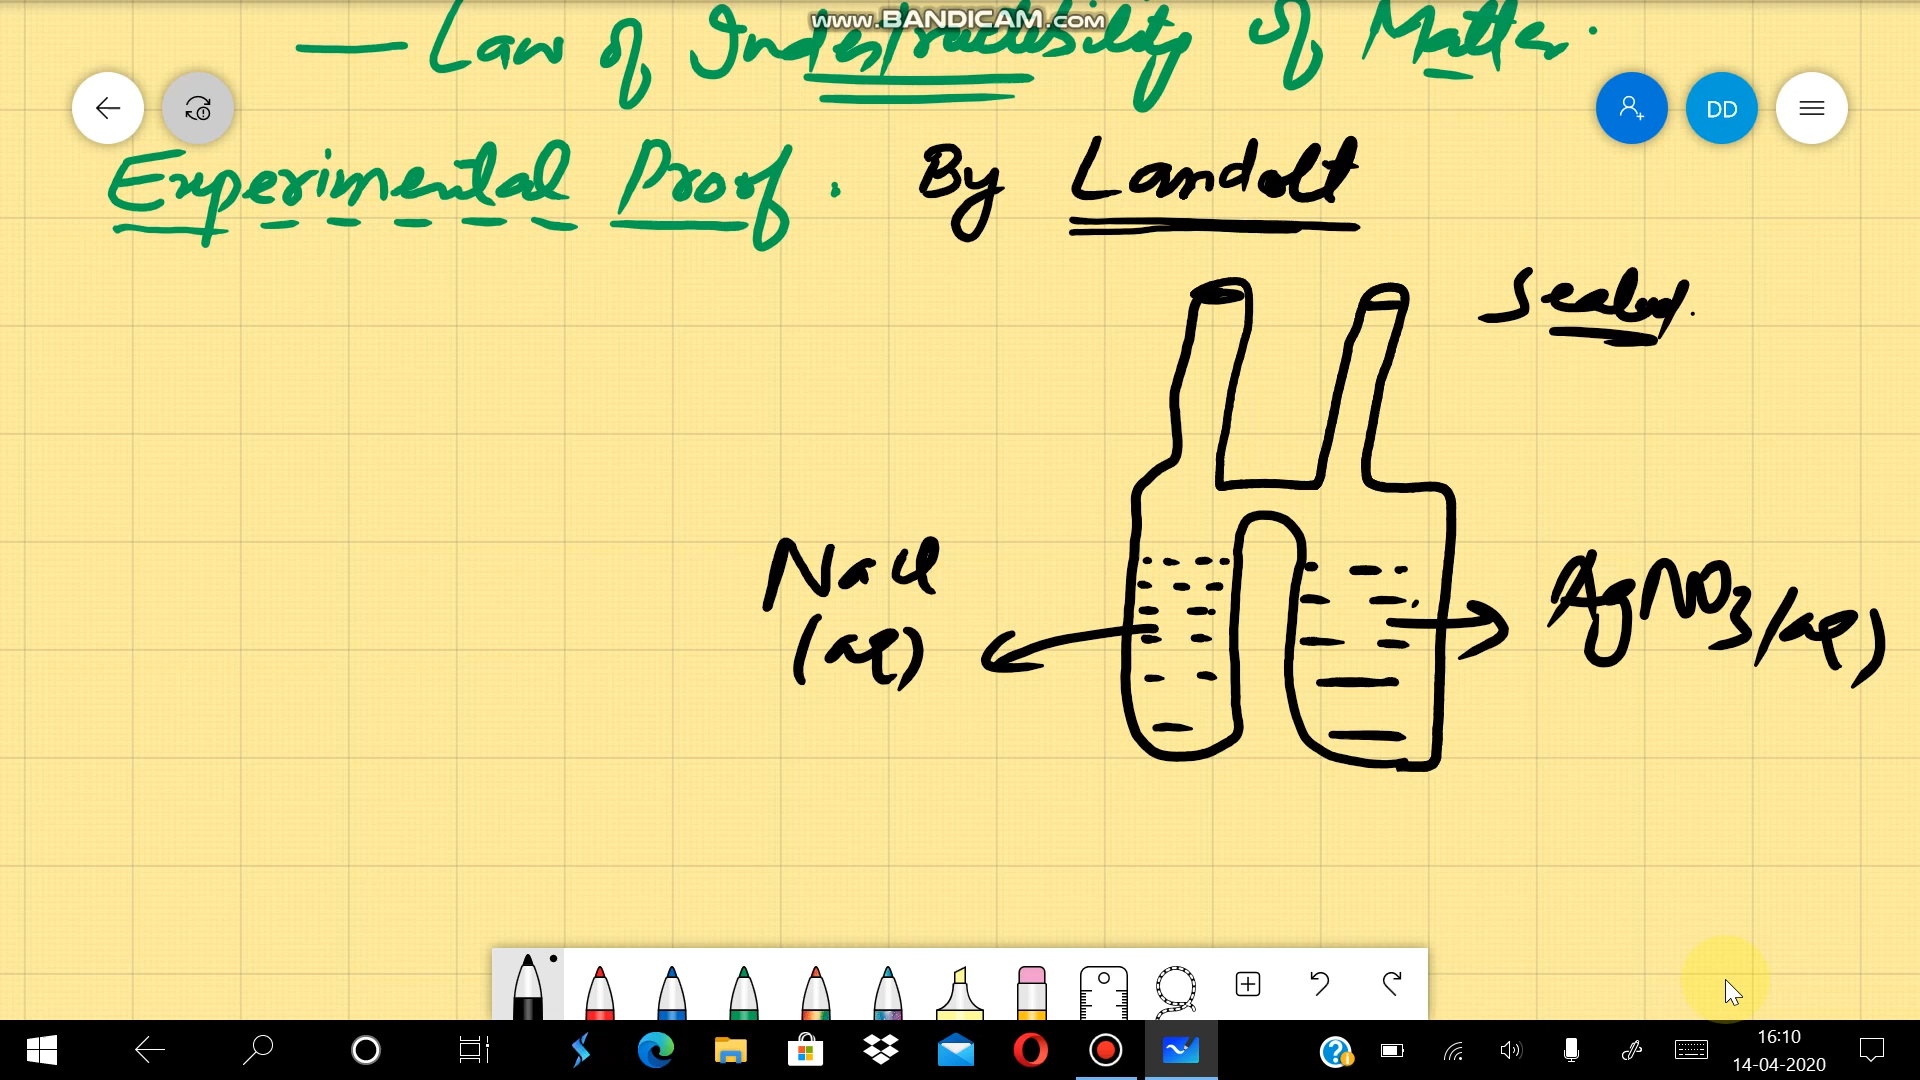 www.BANDICAM.com
— Law of Indestructibility of Matter.
DD
Experimental Proof. By Landolt
Sealed.
NaCl
(aq)
AgNO3(aq)
16:10
14-04-2020